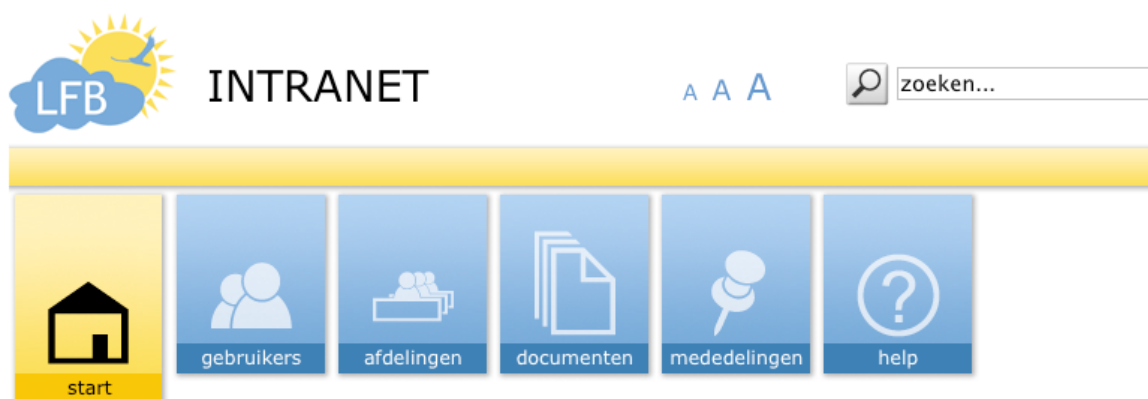 LFB
INTRANET
A A A
zoeken...
start
gebruikers
afdelingen
documenten
mededelingen
help